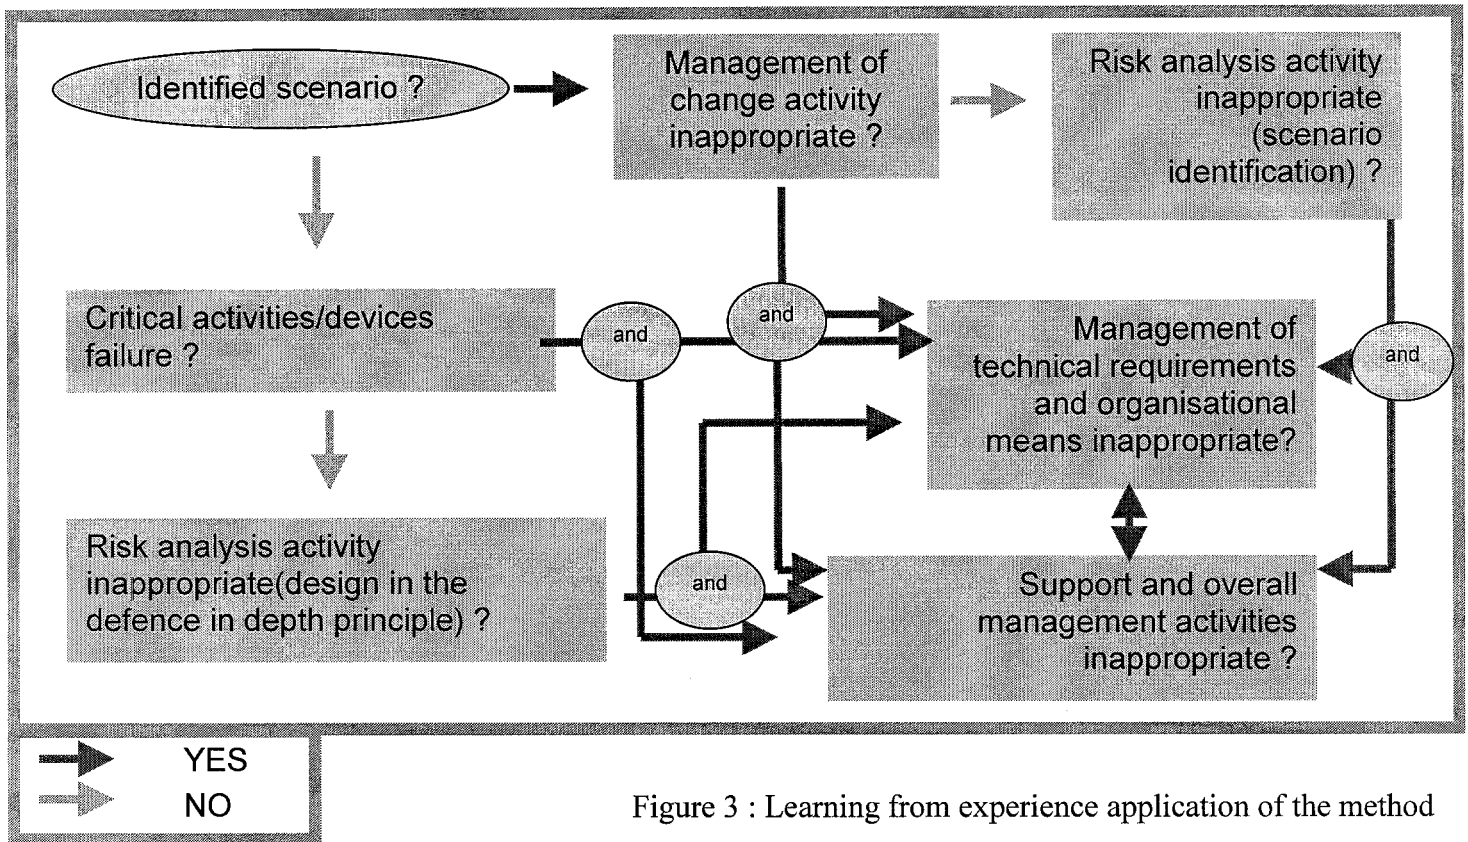 Identified scenario ?
Management of
change activity
inappropriate ?
Risk analysis activity
inappropriate
(scenario
identification) ?
Critical activities/devices
failure ?
and
and
Management of
technical requirements
and organisational
means inappropriate?
and
Risk analysis activity
inappropriate(design in the
defence in depth principle) ?
and
Support and overall
management activities
inappropriate ?
YES
NO
Figure 3 : Learning from experience application of the method